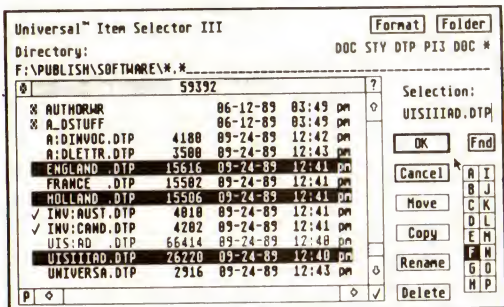 Universal™ Item Selector III
Format Folder
Directory:
DOC STY DTP PI3 DOC *
F:\PUBLISH\SOFTWARE\*.*
59392 ?
AUTHORWR 06-12-89 03:49 pm
A_DSTUFF 06-12-89 03:49 pm
A:DINVOC.DTP 4180 09-24-89 12:42 pm
A:DLETTR.DTP 3500 09-24-89 12:43 pm
ENGLAND .DTP 15616 09-24-89 12:41 pm
FRANCE .DTP 15502 09-24-89 12:41 pm
HOLLAND .DTP 15506 09-24-89 12:41 pm
✓ INV:AUST.DTP 4010 09-24-89 12:41 pm
✓ INV:CAND.DTP 4202 09-24-89 12:41 pm
UIS:AD .DTP 66414 09-24-89 12:40 pm
UISIIIAD.DTP 26220 09-24-89 12:40 pm
UNIVERSA.DTP 2916 09-24-89 12:43 pm
P
Selection:
UISIIIAD.DTP
OK Fnd
Cancel
Move
Copy
Rename
Delete
A I
B J
C K
D L
E M
F N
G O
H P